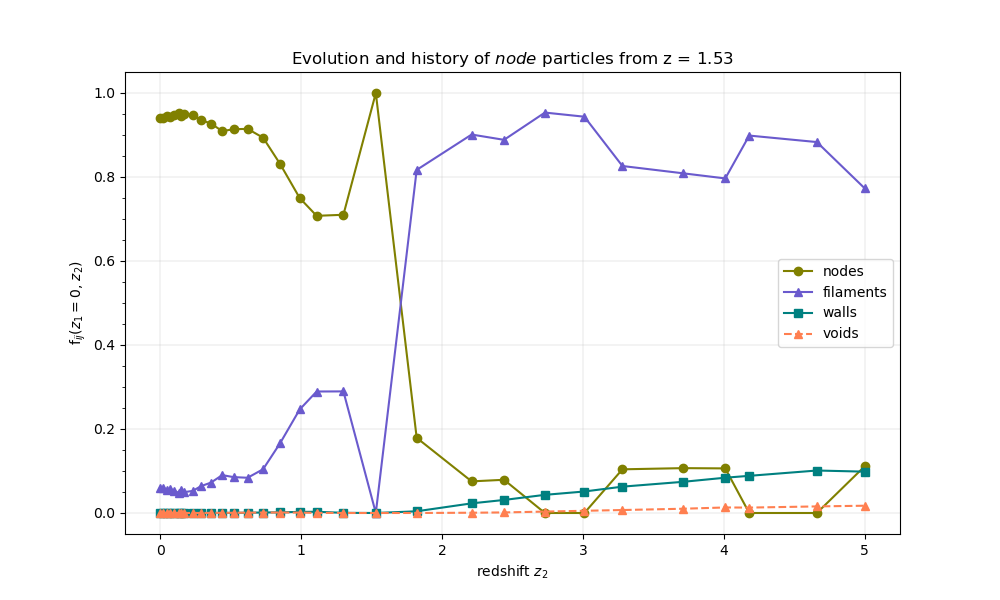 Evolution and history of node particles from z = 1.53
1.0
0.8
0.6
0.4
0.2
0.0
f_ij(z_1 = 0, z_2)
nodes
filaments
walls
voids
0 1 2 3 4 5
redshift z_2